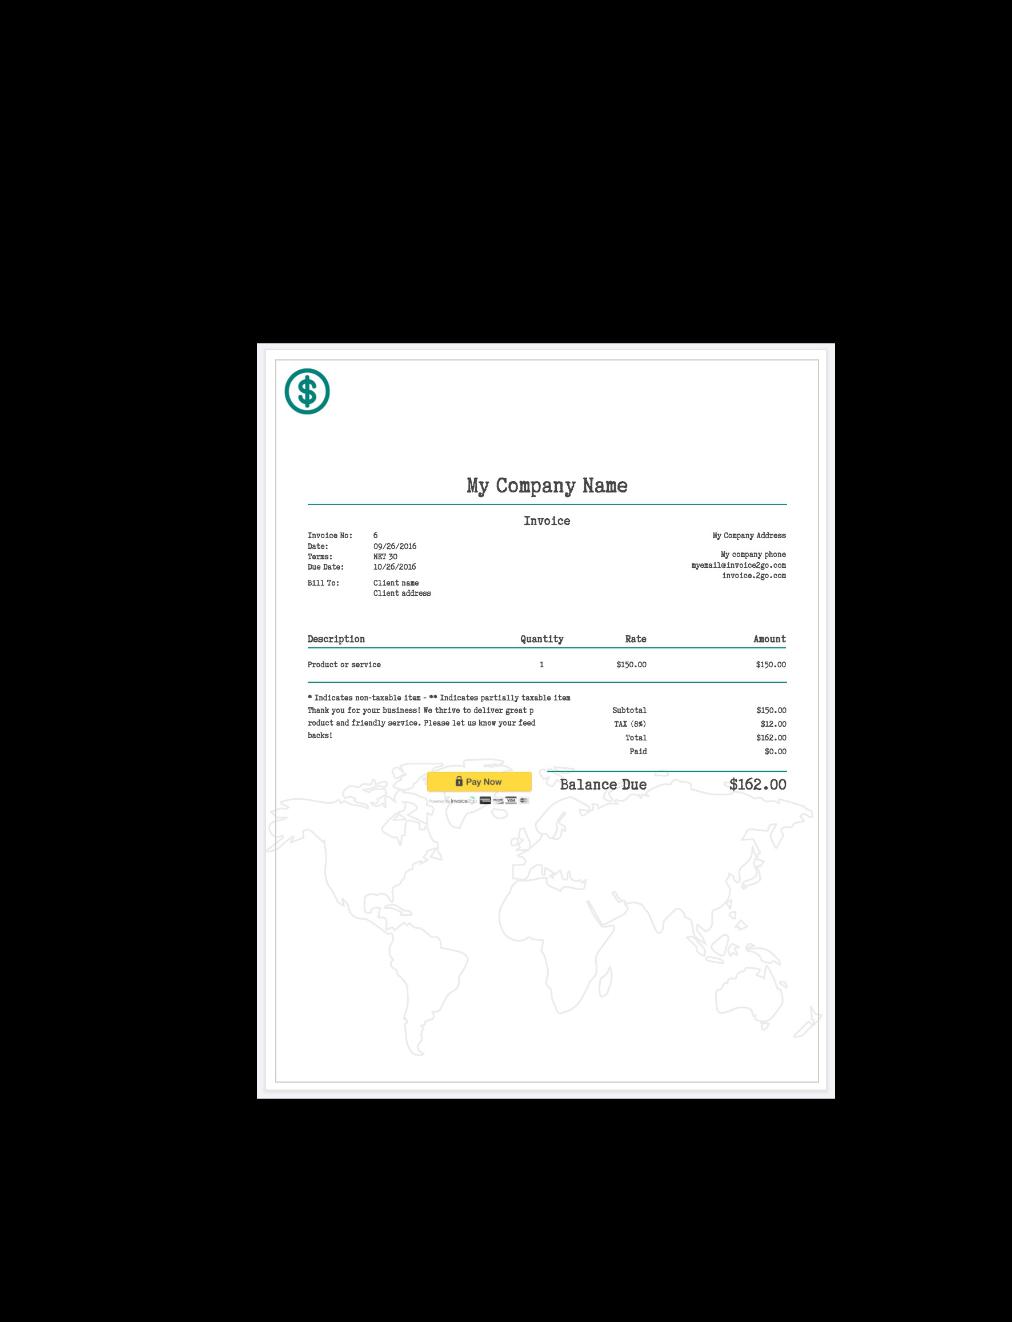 $
My Company Name
Invoice
Invoice No: 6 My Company Address
Date: 09/26/2016
Terms: NET 30 My company phone
Due Date: 10/26/2016 myemail@invoice2go.com
invoice.2go.com
Bill To: Client name
Client address
Description Quantity Rate Amount
Product or service 1 $150.00 $150.00
* Indicates non-taxable item - ** Indicates partially taxable item
Thank you for your business! We thrive to deliver great p
roduct and friendly service. Please let us know your feed
backs!
Subtotal $150.00
TAX (8%) $12.00
Total $162.00
Paid $0.00
Pay Now
Balance Due $162.00
Powered by invoice2go VISA